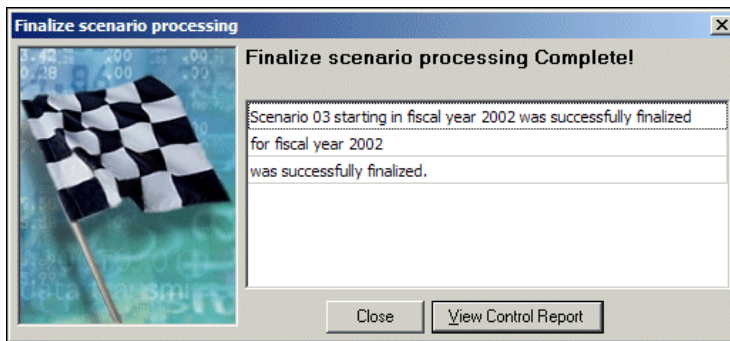 Finalize scenario processing
Finalize scenario processing Complete!
Scenario 03 starting in fiscal year 2002 was successfully finalized
for fiscal year 2002
was successfully finalized.
Close
View Control Report